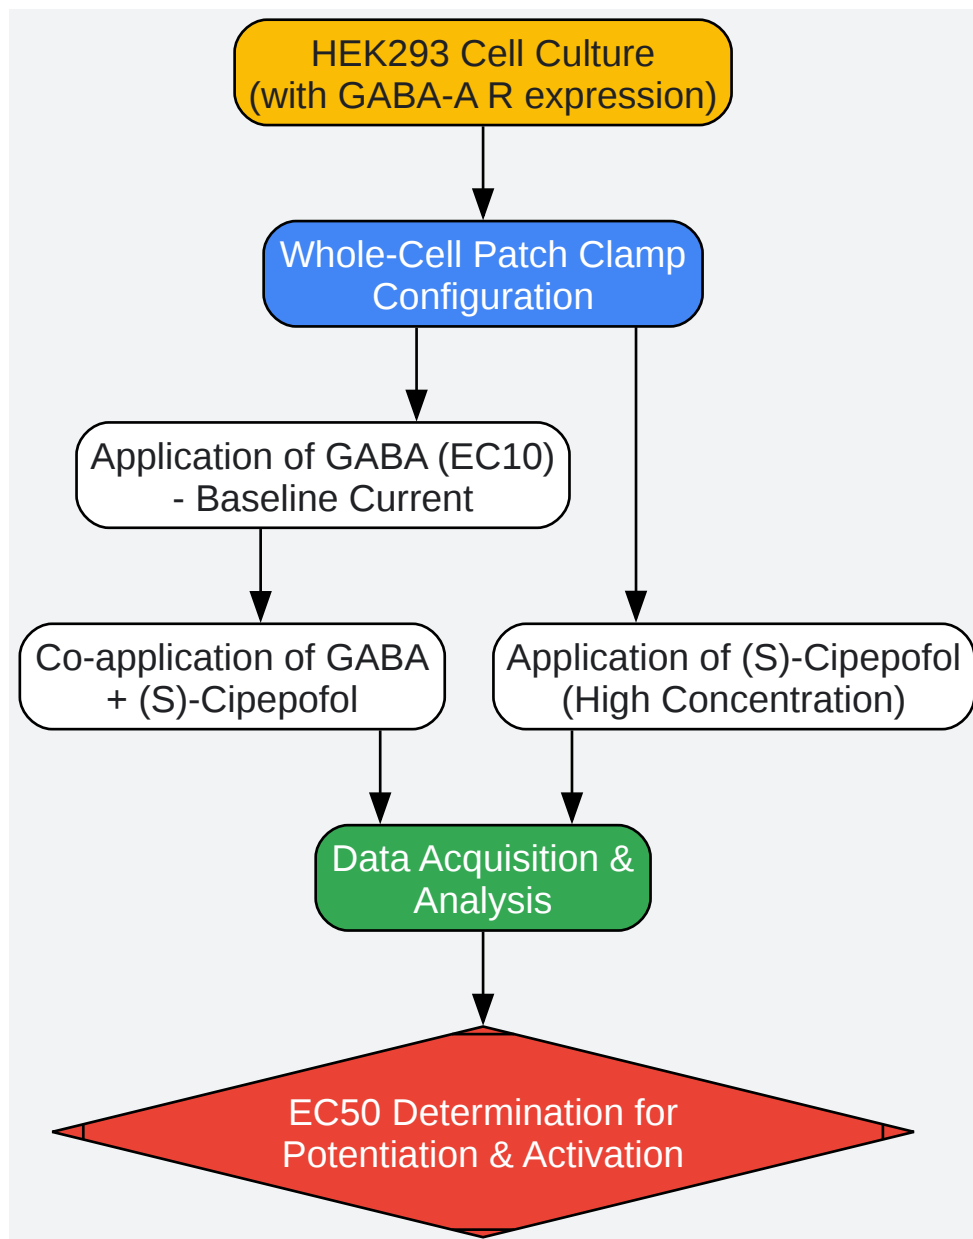 HEK293 Cell Culture
(with GABA-A R expression)
Whole-Cell Patch Clamp
Configuration
Application of GABA (EC10)
- Baseline Current
Co-application of GABA
+ (S)-Cipepofol
Application of (S)-Cipepofol
(High Concentration)
Data Acquisition &
Analysis
EC50 Determination for
Potentiation & Activation